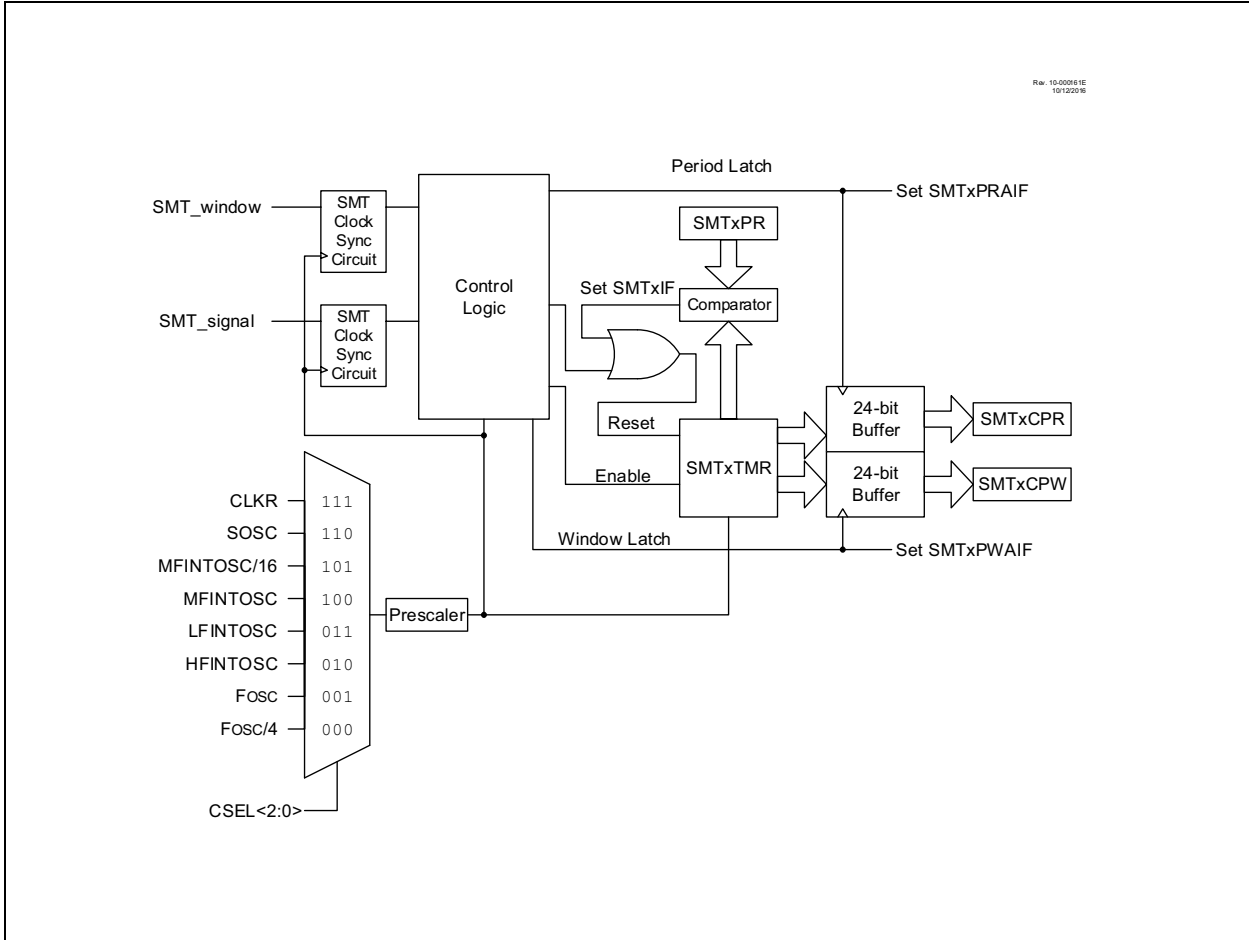 Rev. 10-000161E
10/12/2016
Period Latch
Set SMTxPRAIF
SMT_window
SMT
Clock
Sync
Circuit
SMTxPR
Control
Logic
Set SMTxIF
Comparator
SMT_signal
SMT
Clock
Sync
Circuit
Reset
SMTxTMR
Enable
24-bit
Buffer
SMTxCPR
24-bit
Buffer
SMTxCPW
Window Latch
Set SMTxPWAIF
CLKR 111
SOSC 110
MFINTOSC/16 101
MFINTOSC 100
LFINTOSC 011
HFINTOSC 010
FOSC 001
FOSC/4 000
Prescaler
CSEL<2:0>